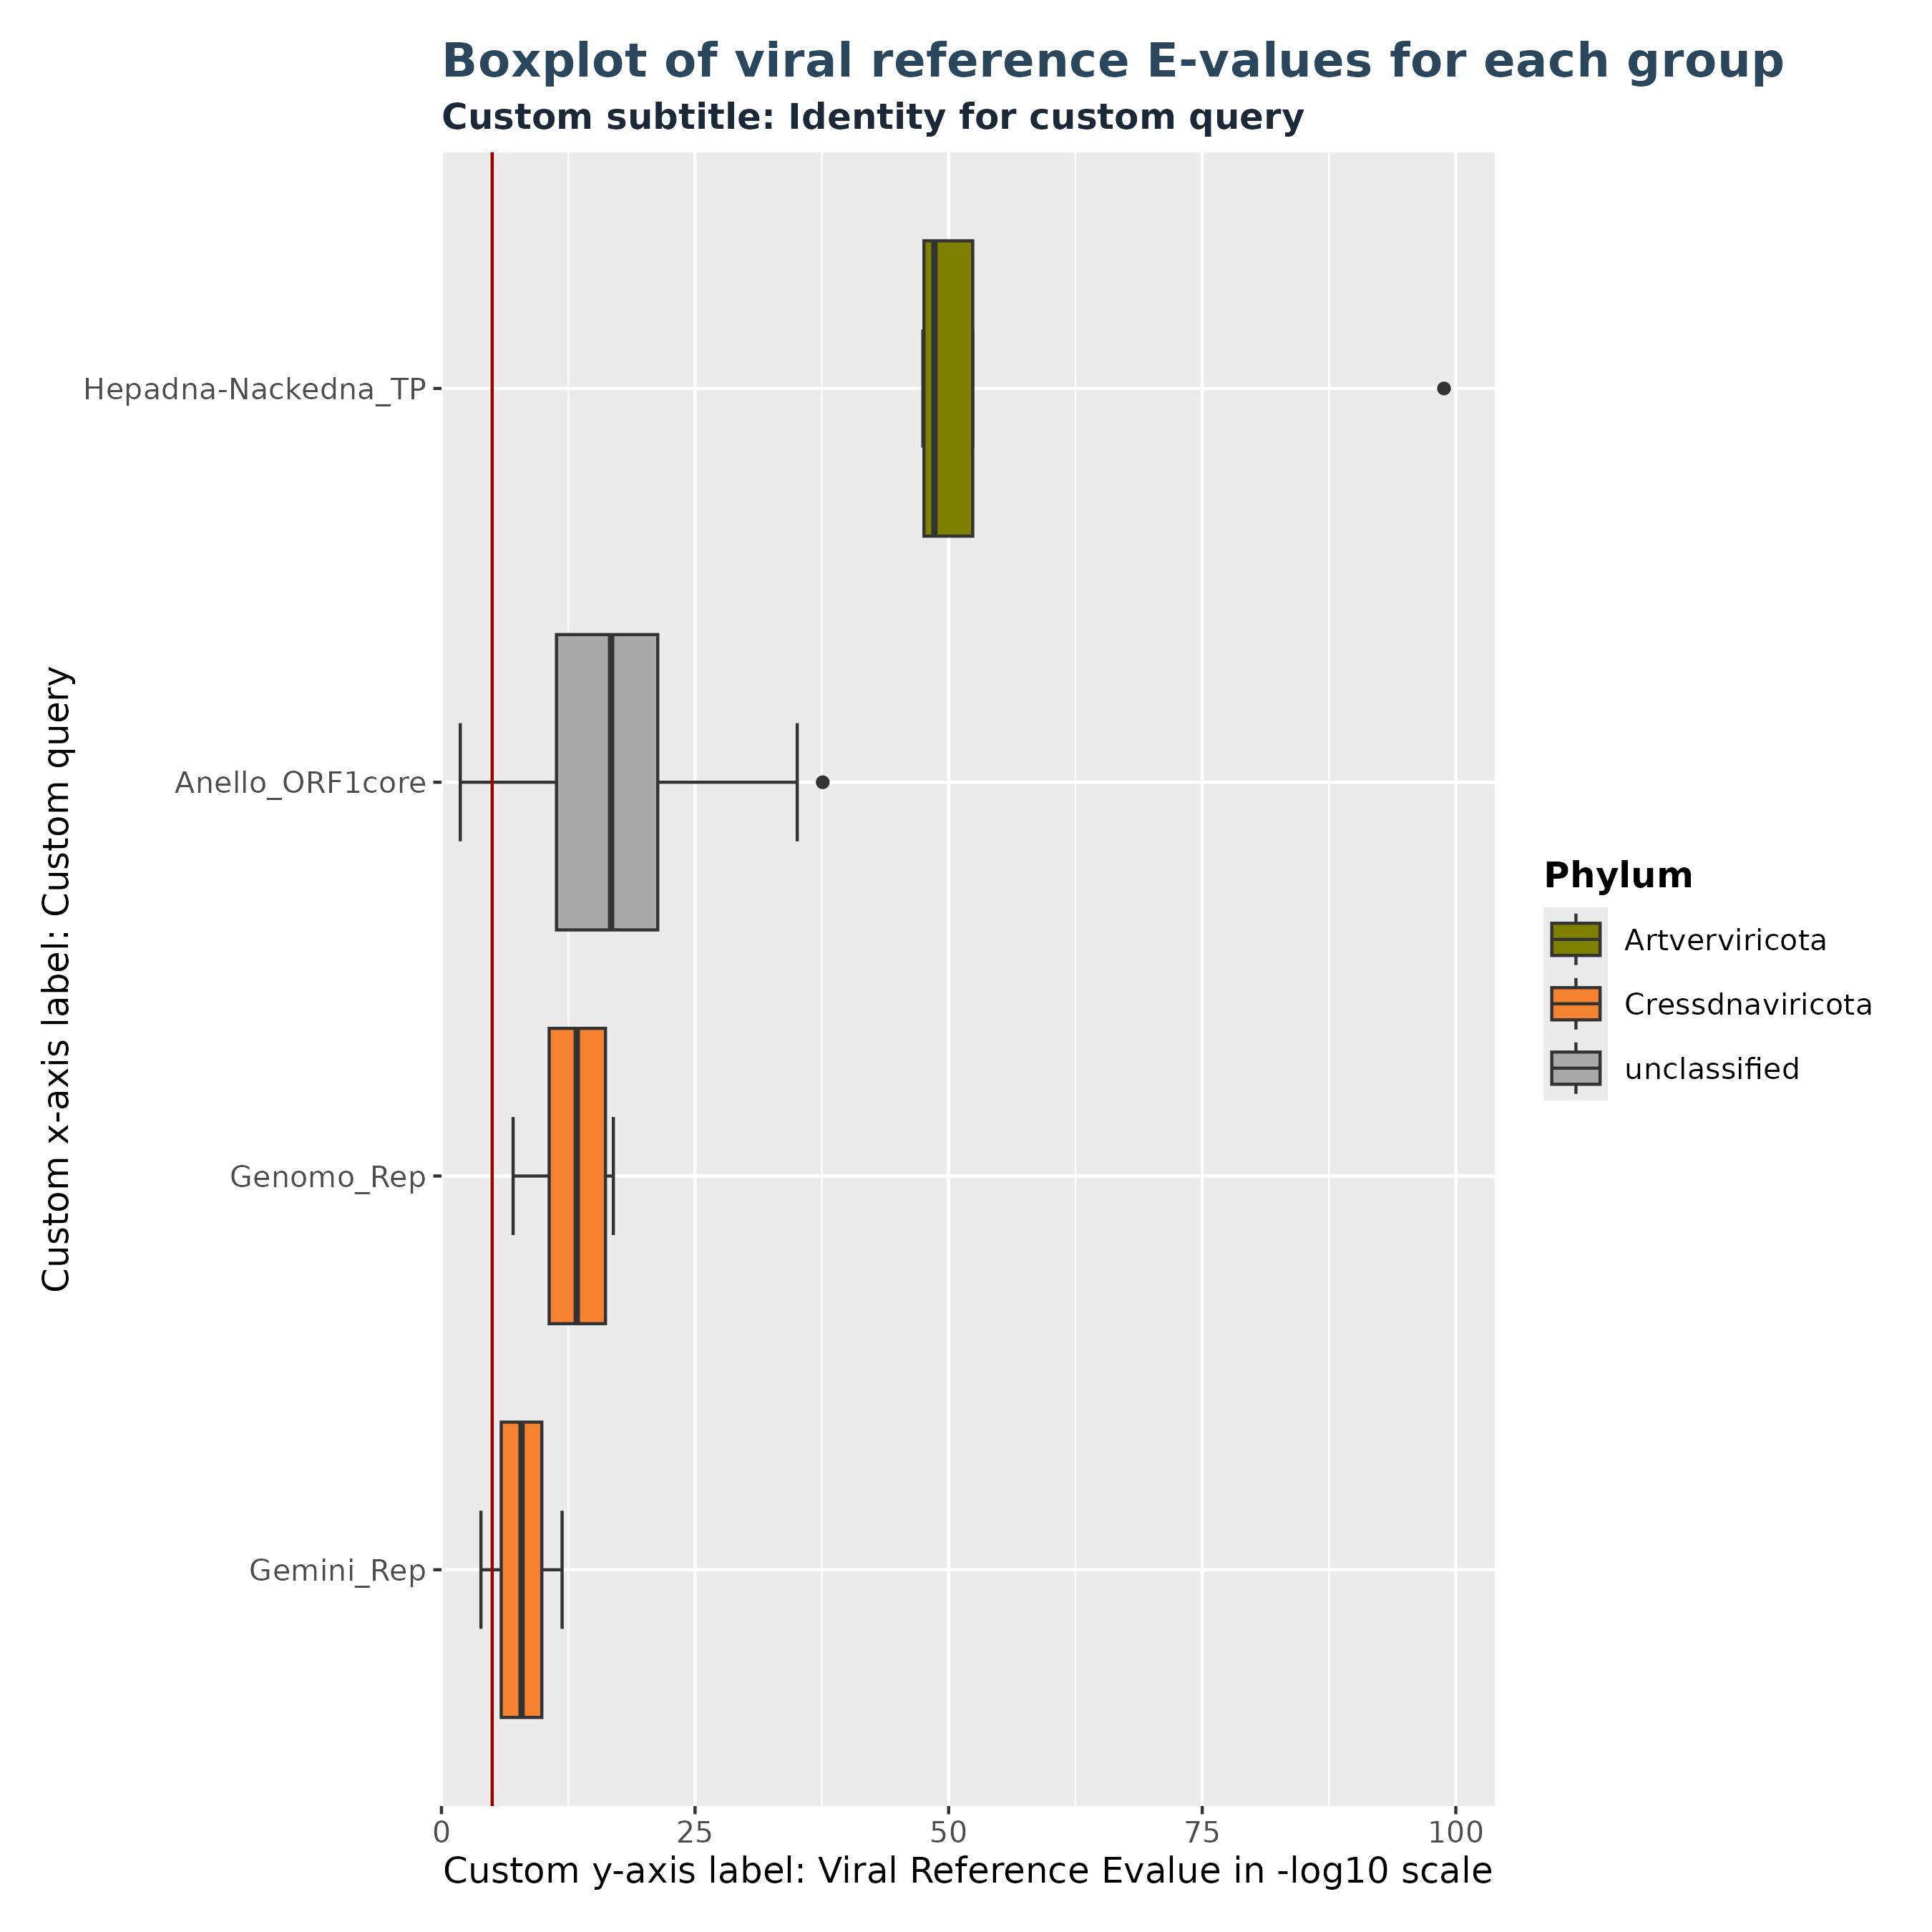 Boxplot of viral reference E-values for each group
Custom subtitle: Identity for custom query
Custom x-axis label: Custom query
Hepadna-Nackedna_TP
Anello_ORF1core
Genomo_Rep
Gemini_Rep
0 25 50 75 100
Custom y-axis label: Viral Reference Evalue in -log10 scale
Phylum
Artverviricota
Cressdnaviricota
unclassified